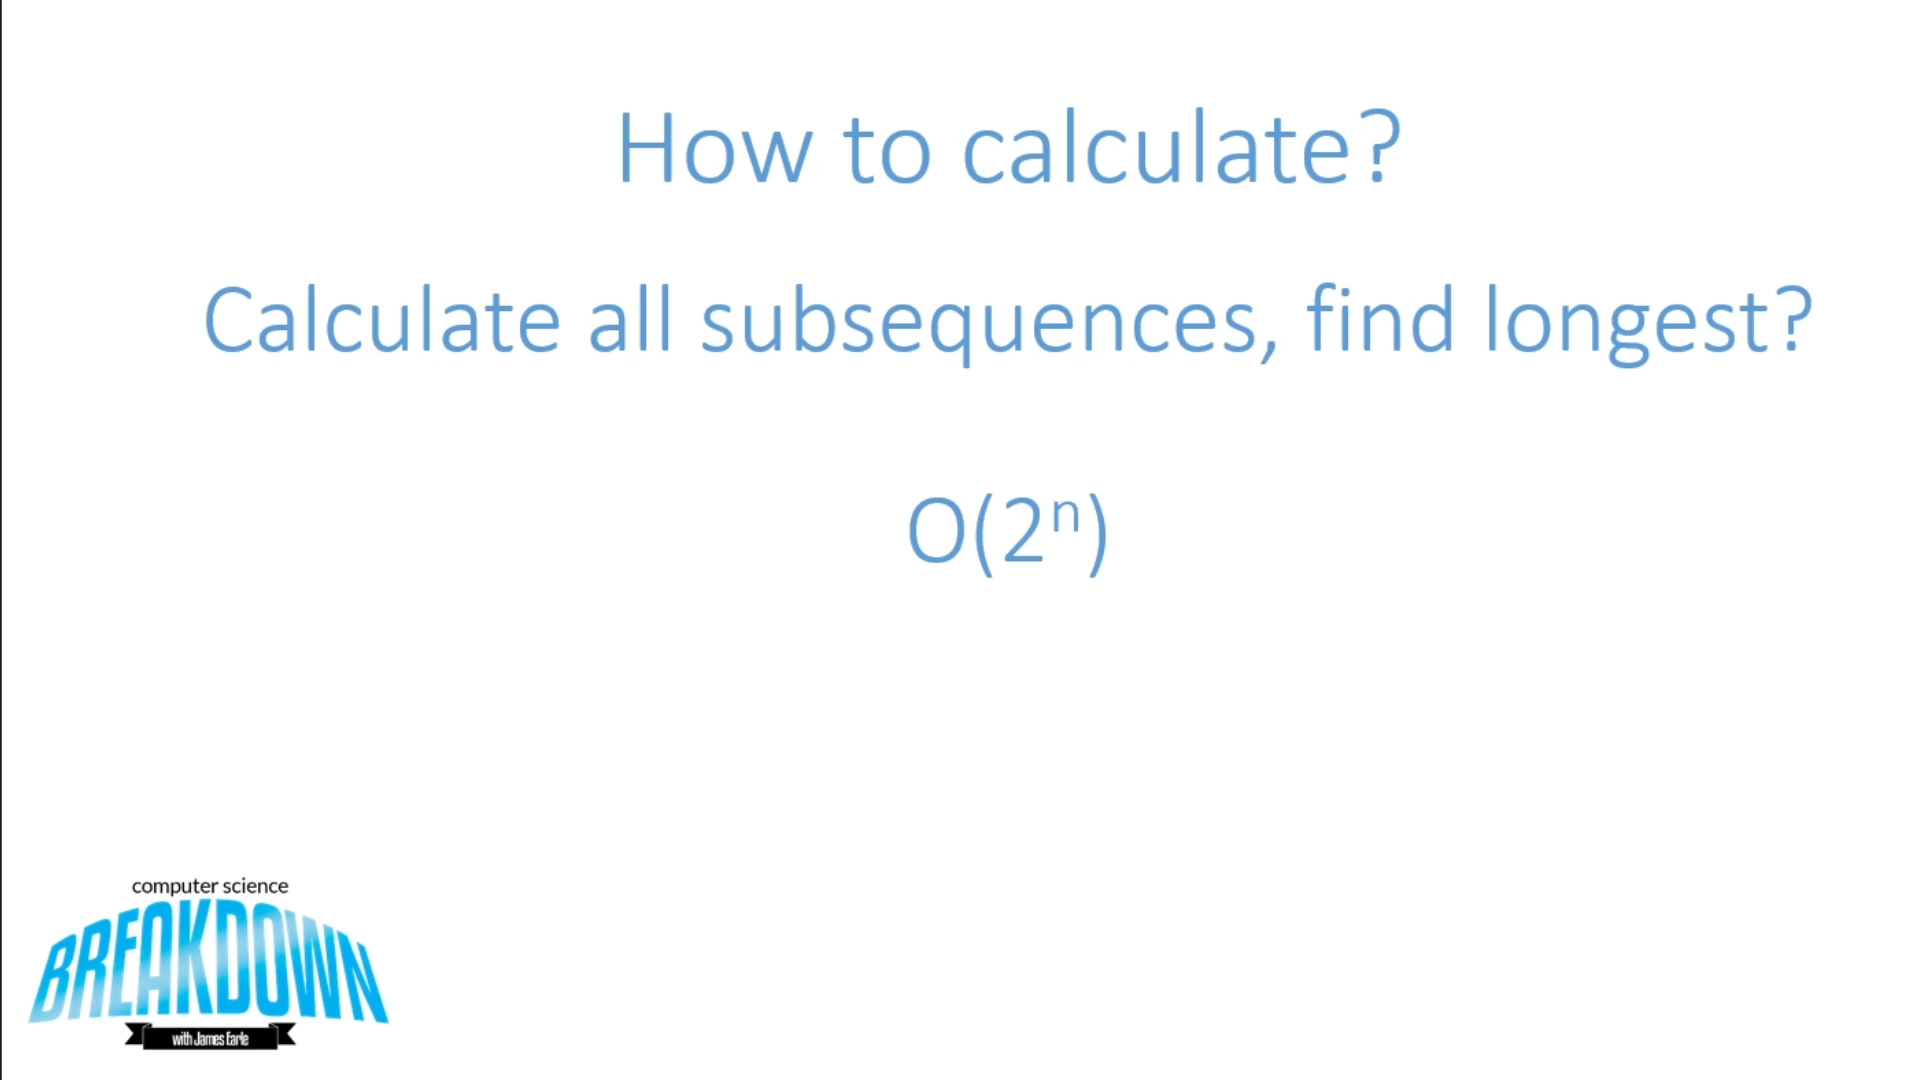 How to calculate?
Calculate all subsequences, find longest?
O(2ⁿ)
computer science
BREAKDOWN
with James Earle